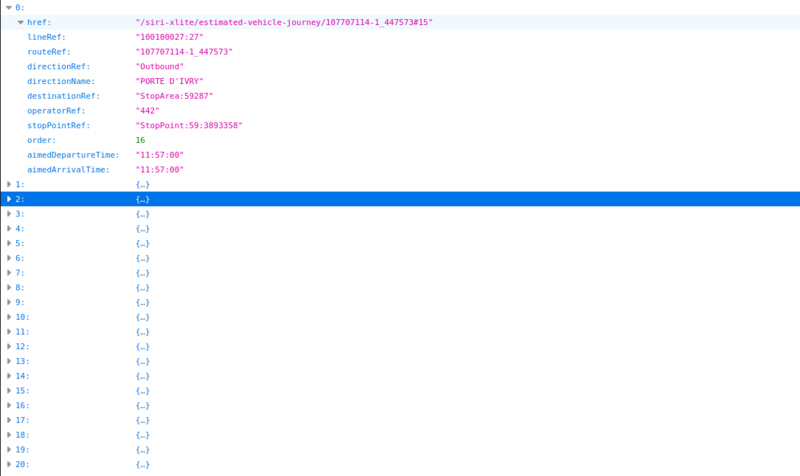 0:
href: "/siri-xlite/estimated-vehicle-journey/107707114-1_447573#15"
lineRef: "100100027:27"
routeRef: "107707114-1_447573"
directionRef: "Outbound"
directionName: "PORTE D'IVRY"
destinationRef: "StopArea:59287"
operatorRef: "442"
stopPointRef: "StopPoint:59:3893358"
order: 16
aimedDepartureTime: "11:57:00"
aimedArrivalTime: "11:57:00"
1: {…}
2: {…}
3: {…}
4: {…}
5: {…}
6: {…}
7: {…}
8: {…}
9: {…}
10: {…}
11: {…}
12: {…}
13: {…}
14: {…}
15: {…}
16: {…}
17: {…}
18: {…}
19: {…}
20: {…}